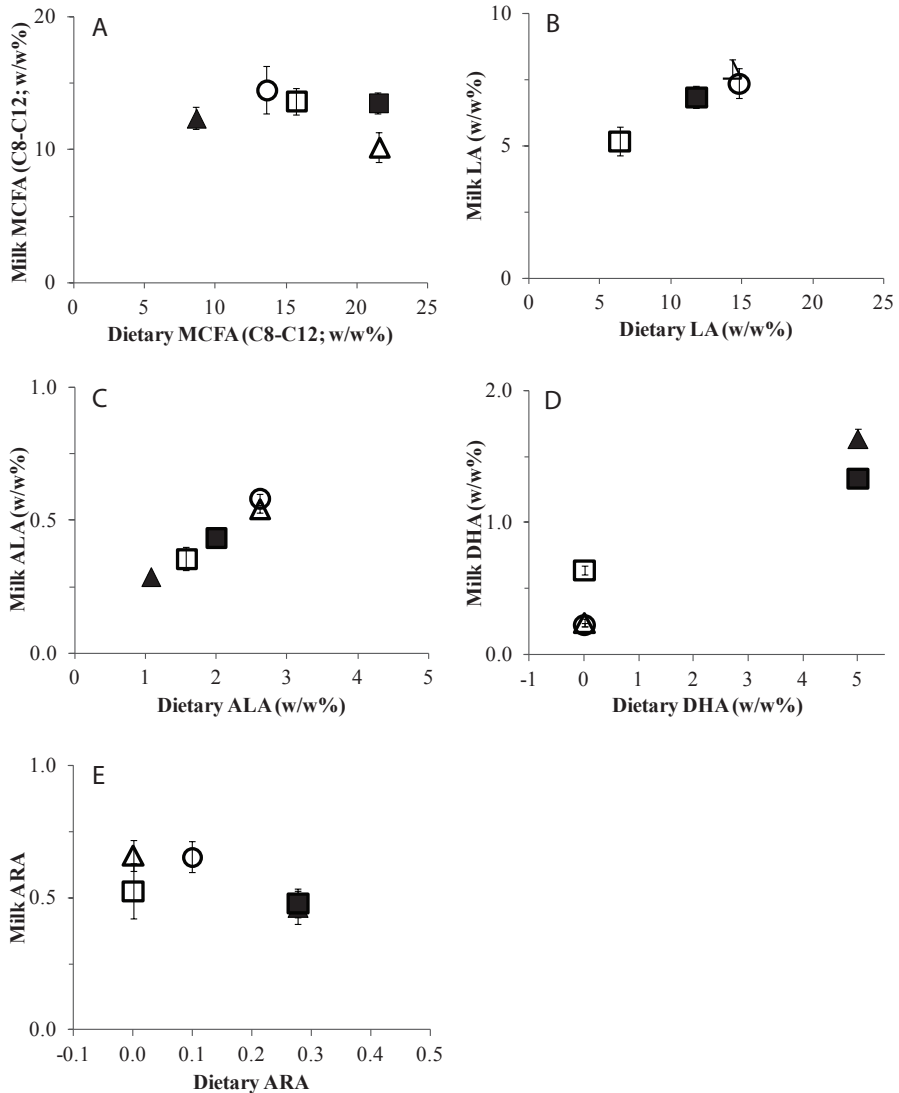 A
Milk MCFA (C8-C12; w/w%)
20
10
0
0 5 10 15 20 25
Dietary MCFA (C8-C12; w/w%)
B
Milk LA (w/w%)
10
5
0
0 5 10 15 20 25
Dietary LA (w/w%)
C
Milk ALA (w/w%)
1.0
0.5
0.0
0 1 2 3 4 5
Dietary ALA (w/w%)
D
Milk DHA (w/w%)
2.0
1.0
0.0
-1 0 1 2 3 4 5
Dietary DHA (w/w%)
E
Milk ARA
1.0
0.5
0.0
-0.1 0.0 0.1 0.2 0.3 0.4 0.5
Dietary ARA